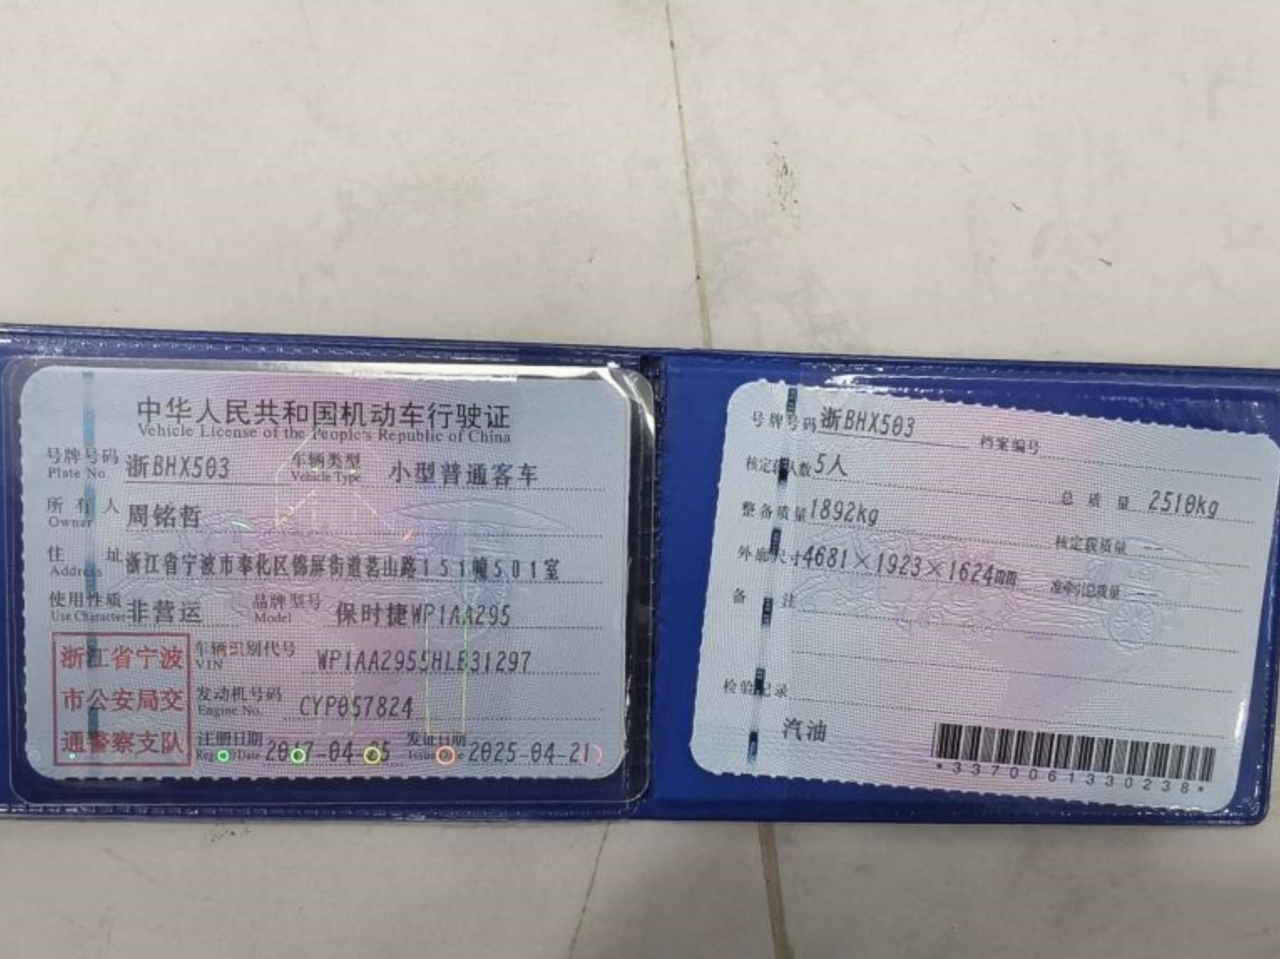 中华人民共和国机动车行驶证
Vehicle License of the People's Republic of China
号牌号码 浙BHX503 车辆类型 小型普通客车
Plate No. Vehicle Type
所有人 周铭哲
Owner
住址 浙江省宁波市奉化区锦屏街道茗山路151幢501室
Address
使用性质 非营运 品牌型号 保时捷WP1AA295
Use Character Model
浙江省宁波
市公安局交
通警察支队
车辆识别代号 WP1AA2955HLB31297
VIN
发动机号码 CYP057824
Engine No.
注册日期 发证日期 2025-04-21
号牌号码 浙BHX503 档案编号
核定载人数 5人 总质量 2510kg
整备质量 1892kg 核定载质量 --
外廓尺寸 4681×1923×1624mm 准牵引总质量 --
备注
检验记录
汽油
*3370061330238*